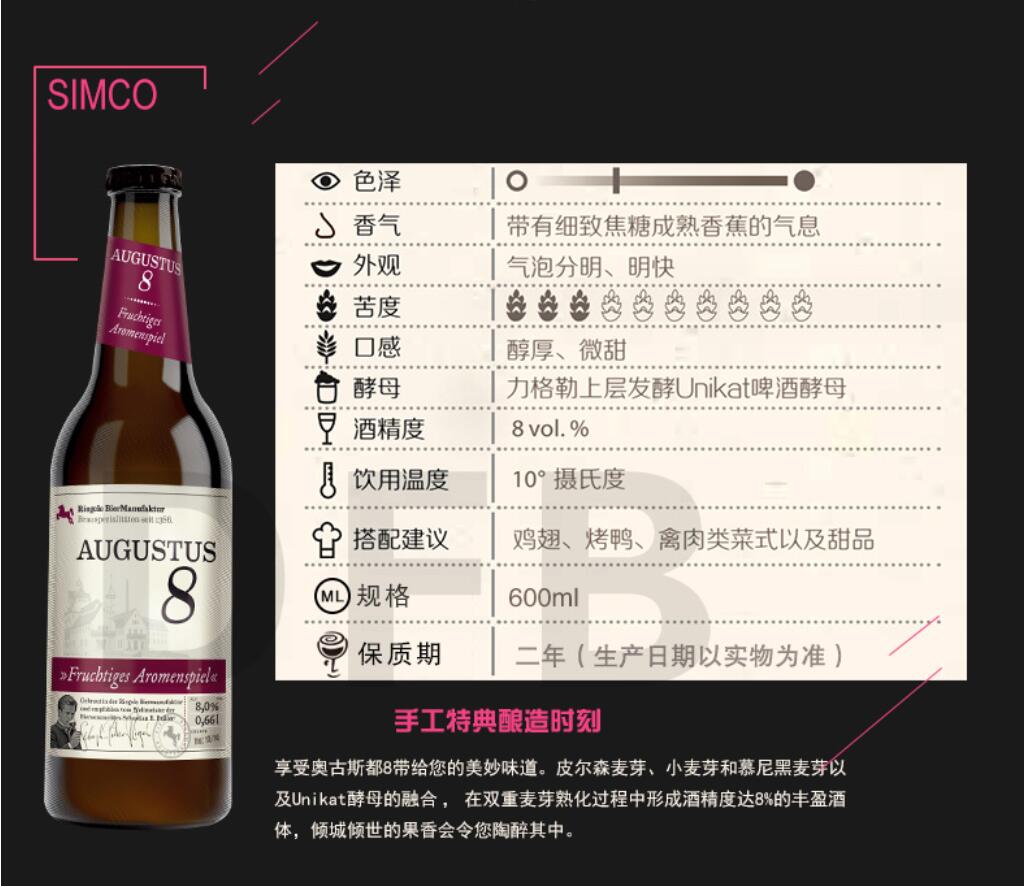 SIMCO
AUGUSTUS
8
Fruchtiges
Aromenspiel
Riegele BierManufaktur
Brauspezialitäten seit 1386.
AUGUSTUS
8
»Fruchtiges Aromenspiel«
8,0%
0,66l
色泽
香气 带有细致焦糖成熟香蕉的气息
外观 气泡分明、明快
苦度
口感 醇厚、微甜
酵母 力格勒上层发酵Unikat啤酒酵母
酒精度 8 vol. %
饮用温度 10° 摄氏度
搭配建议 鸡翅、烤鸭、禽肉类菜式以及甜品
ML 规格 600ml
保质期 二年（生产日期以实物为准）
DFB
手工特典酿造时刻
享受奥古斯都8带给您的美妙味道。皮尔森麦芽、小麦芽和慕尼黑麦芽以
及Unikat酵母的融合， 在双重麦芽熟化过程中形成酒精度达8%的丰盈酒
体，倾城倾世的果香会令您陶醉其中。